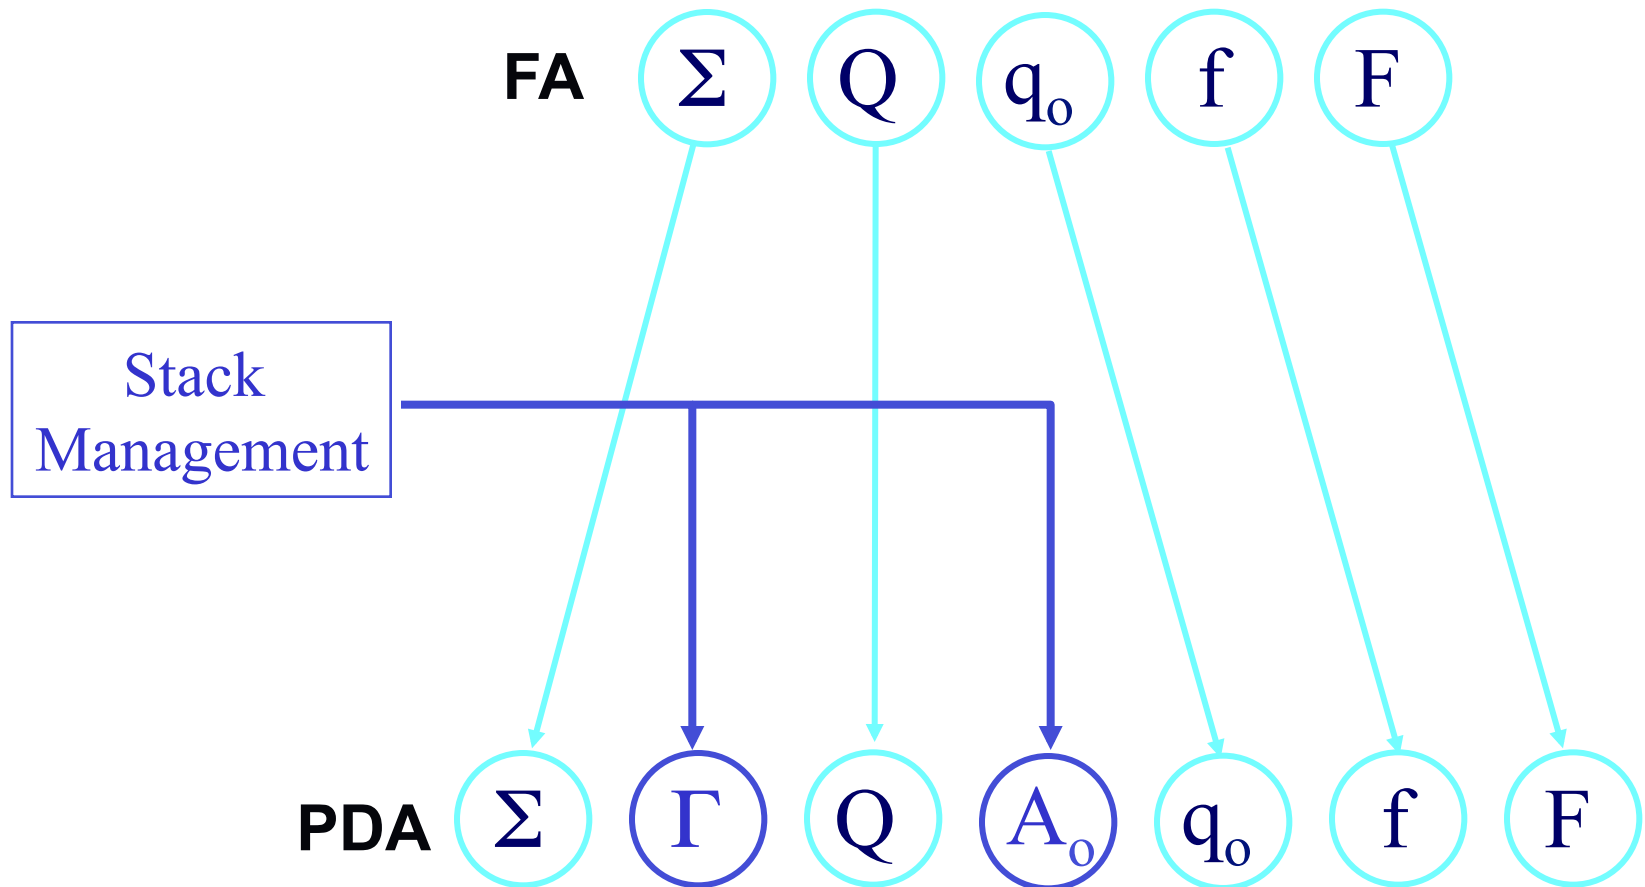 FA Σ Q qo f F
Stack
Management
PDA Σ Γ Q Ao qo f F